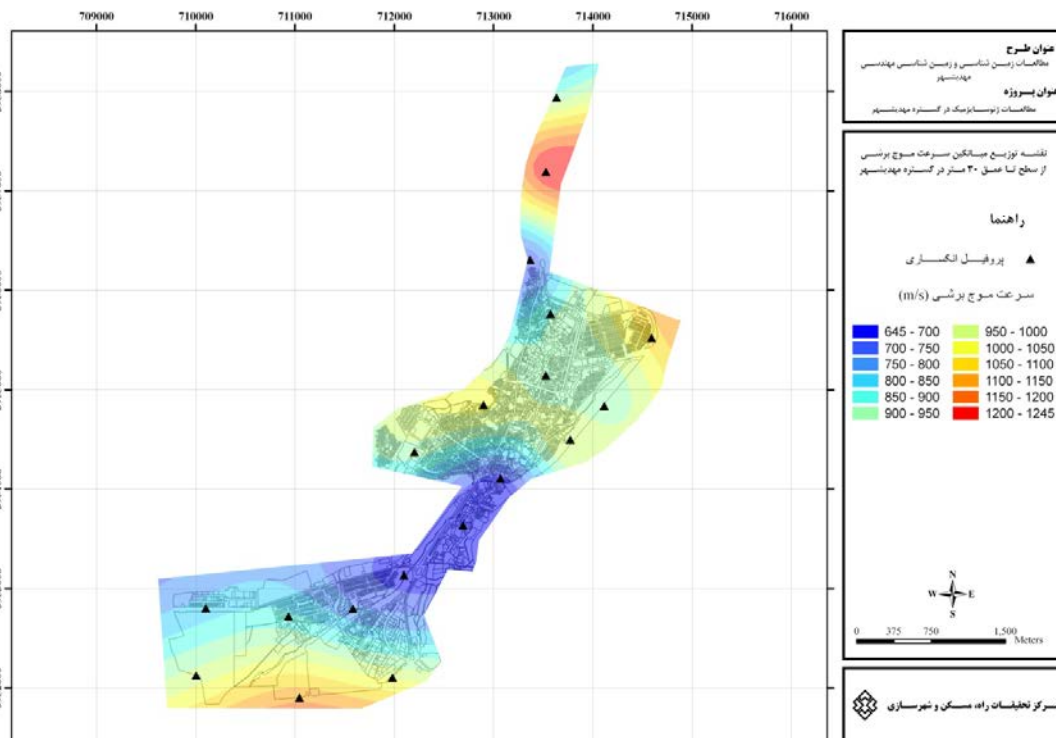 709000 710000 711000 712000 713000 714000 715000 716000
عنوان طرح
مطالعات زمین شناسی و زمین شناسی مهندسی
مهدیشهر
عنوان پروژه
مطالعات ژئوسایزمیک در گستره مهدیشهر
نقشه توزیع میانگین سرعت موج برشی
از سطح تا عمق ۳۰ متر در گستره مهدیشهر
راهنما
پروفیل انکساری
سرعت موج برشی (m/s)
645 - 700 950 - 1000
700 - 750 1000 - 1050
750 - 800 1050 - 1100
800 - 850 1100 - 1150
850 - 900 1150 - 1200
900 - 950 1200 - 1245
N
W E
S
0 375 750 1,500
Meters
مرکز تحقیقات راه، مسکن و شهرسازی